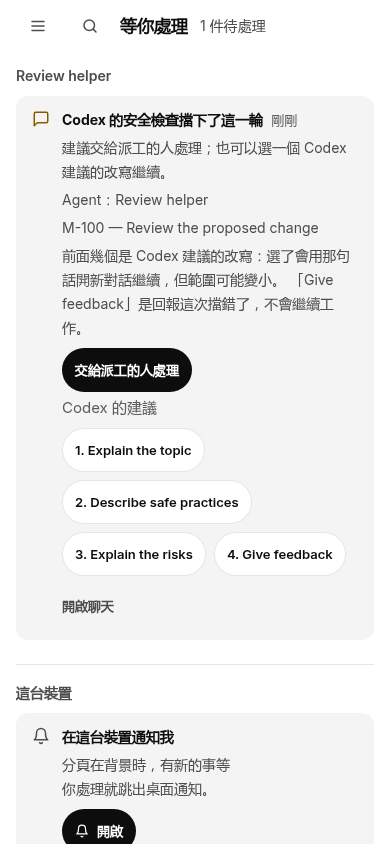 等你處理 1 件待處理
Review helper
Codex 的安全檢查擋下了這一輪 剛剛
建議交給派工的人處理；也可以選一個 Codex
建議的改寫繼續。
Agent：Review helper
M-100 — Review the proposed change
前面幾個是 Codex 建議的改寫：選了會用那句
話開新對話繼續，但範圍可能變小。「Give
feedback」是回報這次擋錯了，不會繼續工
作。
交給派工的人處理
Codex 的建議
1. Explain the topic
2. Describe safe practices
3. Explain the risks
4. Give feedback
開啟聊天
這台裝置
在這台裝置通知我
分頁在背景時，有新的事等
你處理就跳出桌面通知。
開啟